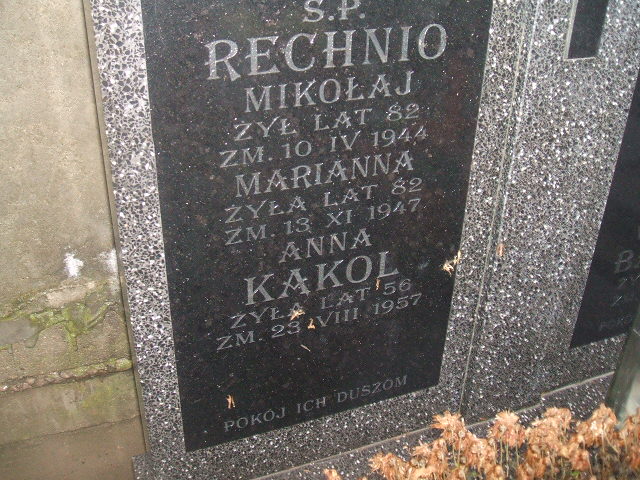 Ś.P.
RECHNIO
MIKOŁAJ
ŻYŁ LAT 82
ZM. 10 IV 1944
MARIANNA
ŻYŁA LAT 82
ZM. 13 XI 1947
ANNA
KĄKOL
ŻYŁA LAT 56
ZM. 23 VIII 1957
POKÓJ ICH DUSZOM